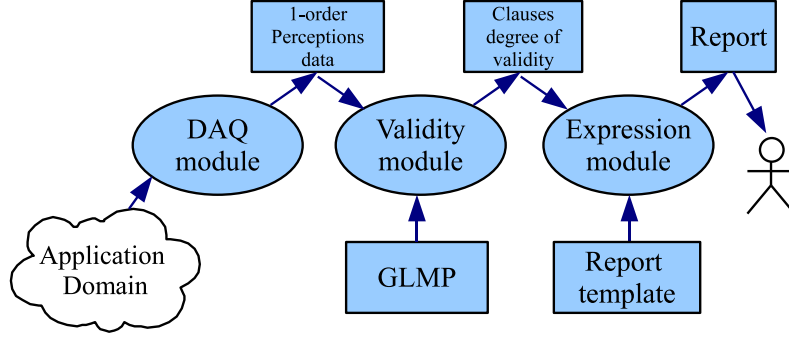 1-order
Perceptions
data
Clauses
degree of
validity
Report
DAQ
module
Validity
module
Expression
module
Application
Domain
GLMP
Report
template